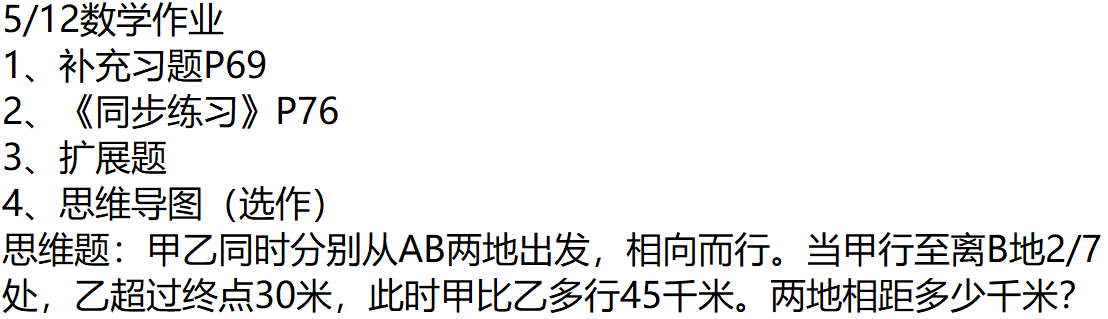 5/12数学作业
1、补充习题P69
2、《同步练习》P76
3、扩展题
4、思维导图（选作）
思维题：甲乙同时分别从AB两地出发，相向而行。当甲行至离B地2/7
处，乙超过终点30米，此时甲比乙多行45千米。两地相距多少千米？